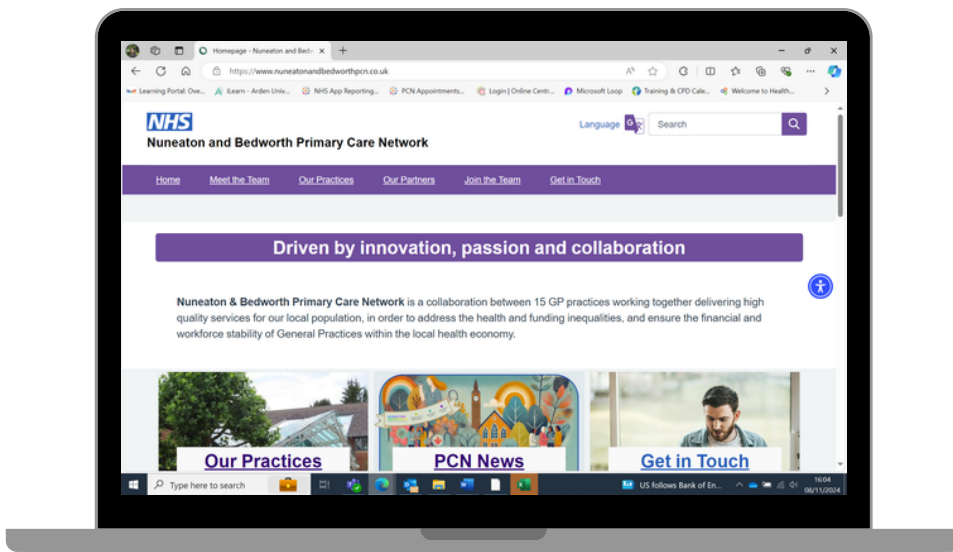 Homepage - Nuneaton and Bedw
https://www.nuneatonandbedworthpcn.co.uk
Learning Portal: Ove... iLearn - Arden Univ... NHS App Reporting... PCN Appointments... Login | Online Centr... Microsoft Loop Training & CPD Cale... Welcome to Health...
NHS
Nuneaton and Bedworth Primary Care Network
Language Search
Home Meet the Team Our Practices Our Partners Join the Team Get in Touch
Driven by innovation, passion and collaboration
Nuneaton & Bedworth Primary Care Network is a collaboration between 15 GP practices working together delivering high
quality services for our local population, in order to address the health and funding inequalities, and ensure the financial and
workforce stability of General Practices within the local health economy.
Our Practices PCN News Get in Touch
Type here to search US follows Bank of En... 16:04
08/11/2024